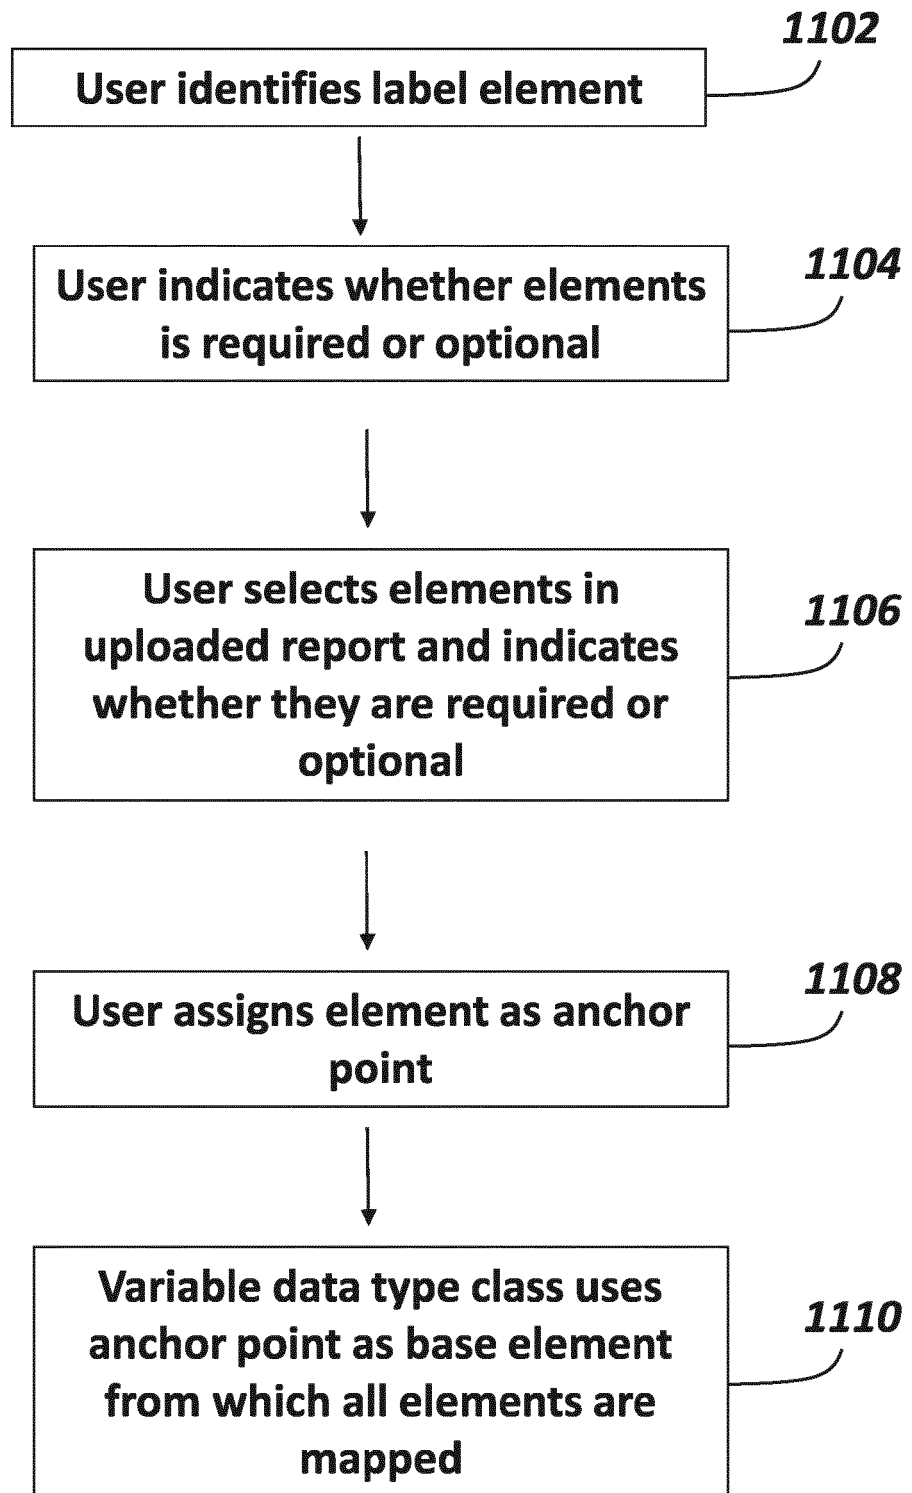 1102
User identifies label element
1104
User indicates whether elements
is required or optional
1106
User selects elements in
uploaded report and indicates
whether they are required or
optional
1108
User assigns element as anchor
point
1110
Variable data type class uses
anchor point as base element
from which all elements are
mapped